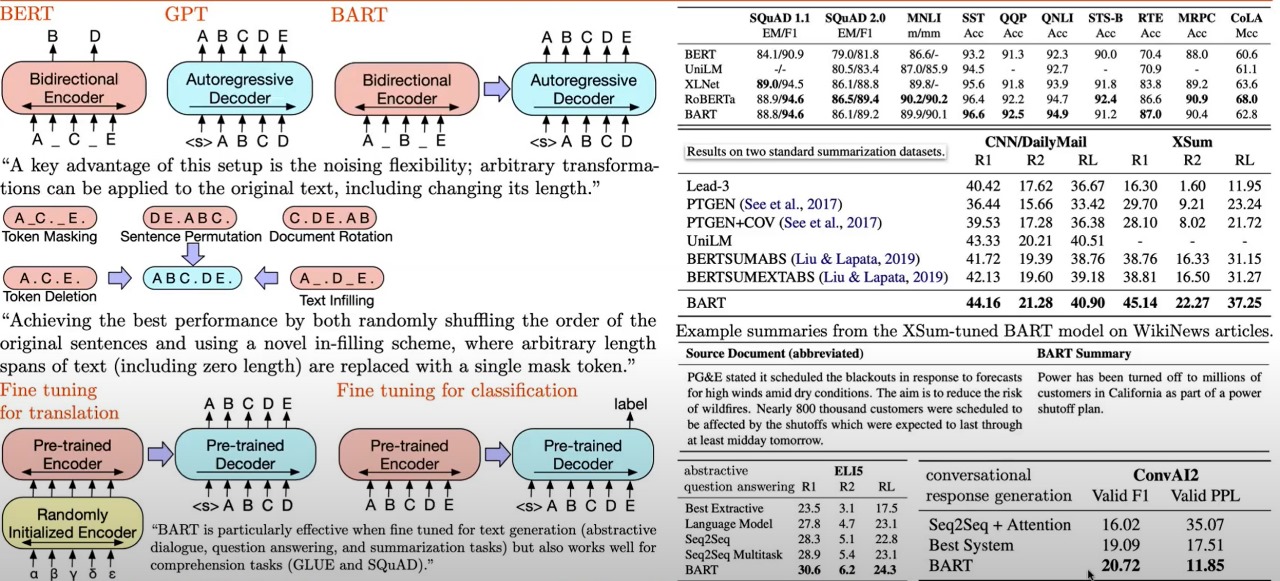 BERT GPT BART
B D
A B C D E
A B C D E
Bidirectional Encoder
Autoregressive Decoder
Bidirectional Encoder
Autoregressive Decoder
A _ C _ E
<s> A B C D
A _ B _ E
<s> A B C D
“A key advantage of this setup is the noising flexibility; arbitrary transforma-
tions can be applied to the original text, including changing its length.”
A _ C . _ E .
D E . A B C .
C . D E . A B
Token Masking
Sentence Permutation
Document Rotation
A . C . E .
A B C . D E .
A _ . D _ E .
Token Deletion
Text Infilling
“Achieving the best performance by both randomly shuffling the order of the
original sentences and using a novel in-filling scheme, where arbitrary length
spans of text (including zero length) are replaced with a single mask token.”
Fine tuning
for translation
A B C D E
Pre-trained
Encoder
Pre-trained
Decoder
<s> A B C D
Randomly
Initialized Encoder
α β γ δ ε
Fine tuning for classification
label
Pre-trained
Encoder
Pre-trained
Decoder
A B C D E
<s> A B C D E
“BART is particularly effective when fine tuned for text generation (abstractive
dialogue, question answering, and summarization tasks) but also works well for
comprehension tasks (GLUE and SQuAD).”
SQuAD 1.1 SQuAD 2.0 MNLI SST QQP QNLI STS-B RTE MRPC CoLA
EM/F1 EM/F1 m/mm Acc Acc Acc Acc Acc Acc Mcc
BERT 84.1/90.9 79.0/81.8 86.6/- 93.2 91.3 92.3 90.0 70.4 88.0 60.6
UniLM -/- 80.5/83.4 87.0/85.9 94.5 - 92.7 - 70.9 - 61.1
XLNet 89.0/94.5 86.1/88.8 89.8/- 95.6 91.8 93.9 91.8 83.8 89.2 63.6
RoBERTa 88.9/94.6 86.5/89.4 90.2/90.2 96.4 92.2 94.7 92.4 86.6 90.9 68.0
BART 88.8/94.6 86.1/89.2 89.9/90.1 96.6 92.5 94.9 91.2 87.0 90.4 62.8
Results on two standard summarization datasets.
CNN/DailyMail XSum
R1 R2 RL R1 R2 RL
Lead-3 40.42 17.62 36.67 16.30 1.60 11.95
PTGEN (See et al., 2017) 36.44 15.66 33.42 29.70 9.21 23.24
PTGEN+COV (See et al., 2017) 39.53 17.28 36.38 28.10 8.02 21.72
UniLM 43.33 20.21 40.51 - - -
BERTSUMABS (Liu & Lapata, 2019) 41.72 19.39 38.76 38.76 16.33 31.15
BERTSUMEXTABS (Liu & Lapata, 2019) 42.13 19.60 39.18 38.81 16.50 31.27
BART 44.16 21.28 40.90 45.14 22.27 37.25
Example summaries from the XSum-tuned BART model on WikiNews articles.
Source Document (abbreviated) BART Summary
PG&E stated it scheduled the blackouts in response to forecasts
for high winds amid dry conditions. The aim is to reduce the risk
of wildfires. Nearly 800 thousand customers were scheduled to
be affected by the shutoffs which were expected to last through
at least midday tomorrow.
Power has been turned off to millions of
customers in California as part of a power
shutoff plan.
abstractive ELI5
question answering R1 R2 RL
Best Extractive 23.5 3.1 17.5
Language Model 27.8 4.7 23.1
Seq2Seq 28.3 5.1 22.8
Seq2Seq Multitask 28.9 5.4 23.1
BART 30.6 6.2 24.3
conversational ConvAI2
response generation Valid F1 Valid PPL
Seq2Seq + Attention 16.02 35.07
Best System 19.09 17.51
BART 20.72 11.85